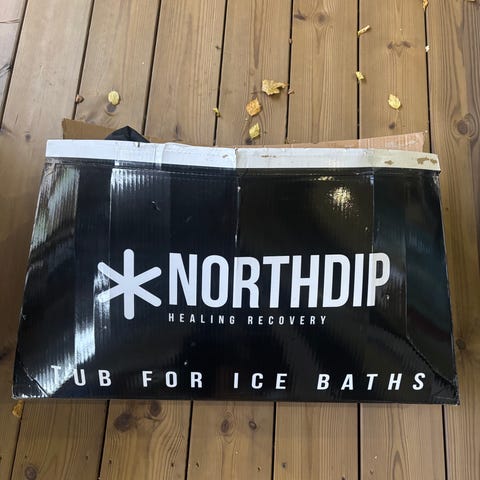 NORTHDIP
HEALING RECOVERY
TUB FOR ICE BATHS